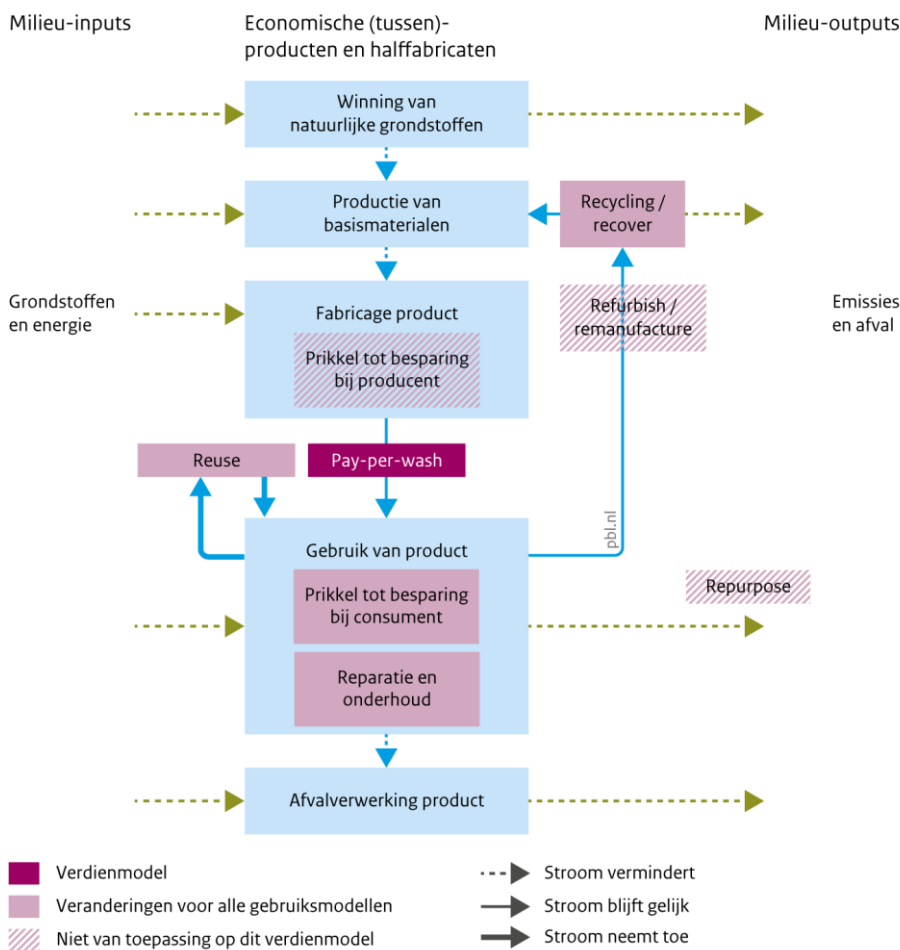 Milieu-inputs
Economische (tussen)-
producten en halffabricaten
Milieu-outputs
Winning van
natuurlijke grondstoffen
Productie van
basismaterialen
Recycling /
recover
Grondstoffen
en energie
Fabricage product
Prikkel tot besparing
bij producent
Refurbish /
remanufacture
Emissies
en afval
Reuse
Pay-per-wash
pbl.nl
Gebruik van product
Prikkel tot besparing
bij consument
Repurpose
Reparatie en
onderhoud
Afvalverwerking product
Verdienmodel
Veranderingen voor alle gebruiksmodellen
Niet van toepassing op dit verdienmodel
Stroom vermindert
Stroom blijft gelijk
Stroom neemt toe